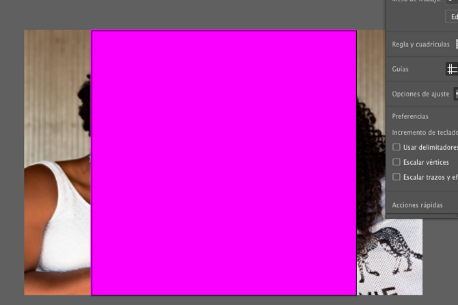 Regla y cuadrículas
Guías
Opciones de ajuste
Preferencias
Incremento de teclado
Usar delimitadores
Escalar vértices
Escalar trazos y ef
Acciones rápidas